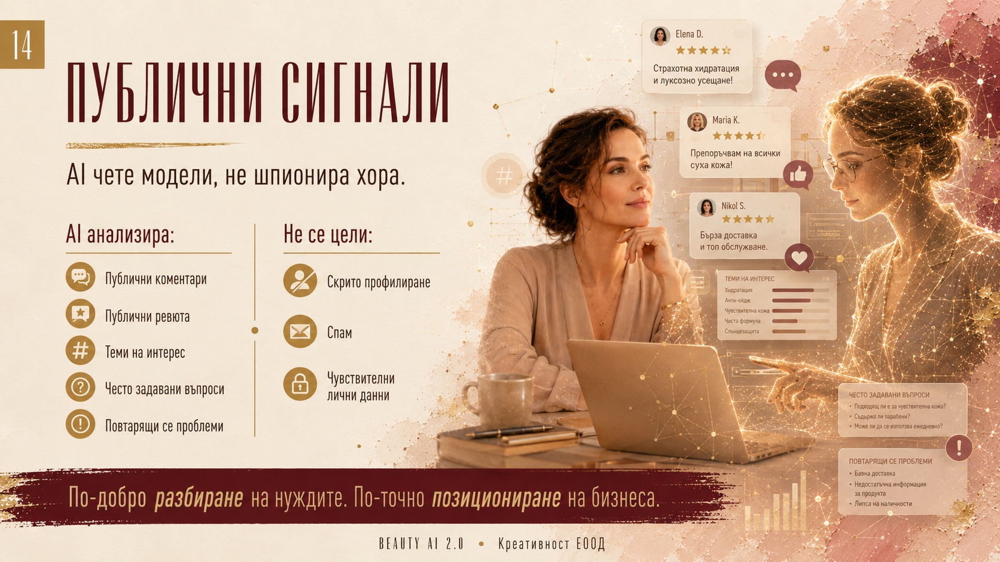 14
ПУБЛИЧНИ СИГНАЛИ
AI чете модели, не шпионира хора.
AI анализира:
Публични коментари
Публични ревюта
#
Теми на интерес
?
Често задавани въпроси
!
Повтарящи се проблеми
Не се цели:
Скрито профилиране
Спам
Чувствителни
лични данни
#
Elena D.
Страхотна хидратация
и луксозно усещане!
Maria K.
Препоръчвам на всички
суха кожа!
Nikol S.
Бърза доставка
и топ обслужване.
ТЕМИ НА ИНТЕРЕС
Хидратация
Анти-ейдж
Чувствителна кожа
Чиста формула
Слънцезащита
ЧЕСТО ЗАДАВАНИ ВЪПРОСИ
• Подходящ ли е за чувствителна кожа?
• Съдържа ли парабени?
• Може ли да се използва ежедневно?
!
ПОВТАРЯЩИ СЕ ПРОБЛЕМИ
• Бавна доставка
• Недостатъчна информация
за продукта
• Липса на наличности
По-добро разбиране на нуждите. По-точно позициониране на бизнеса.
BEAUTY AI 2.0 • Креативност ЕООД